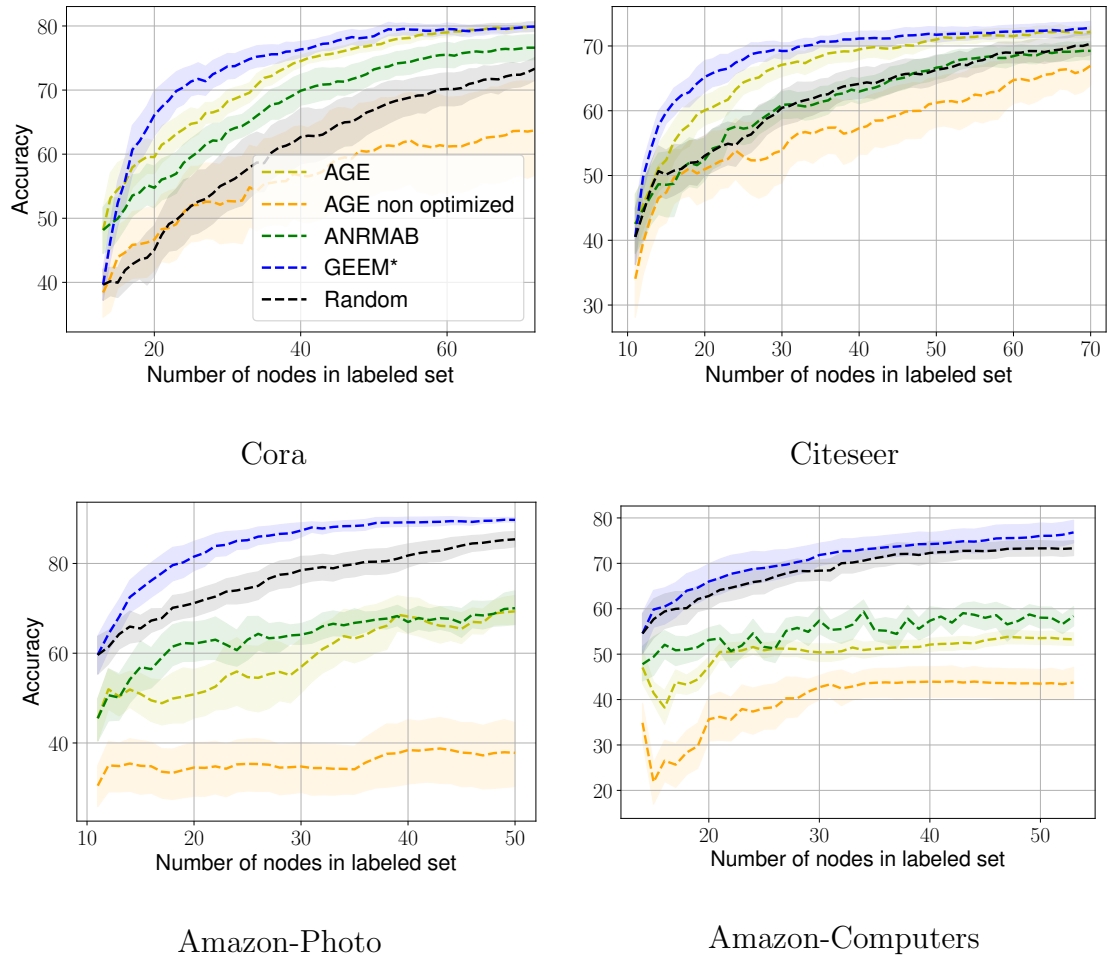 80
70
60
50
40
Accuracy
20
40
60
Number of nodes in labeled set
AGE
AGE non optimized
ANRMAB
GEEM*
Random
Cora
70
60
50
40
30
10
20
30
40
50
60
70
Number of nodes in labeled set
Citeseer
80
60
40
Accuracy
10
20
30
40
50
Number of nodes in labeled set
Amazon-Photo
80
70
60
50
40
30
20
20
30
40
50
Number of nodes in labeled set
Amazon-Computers